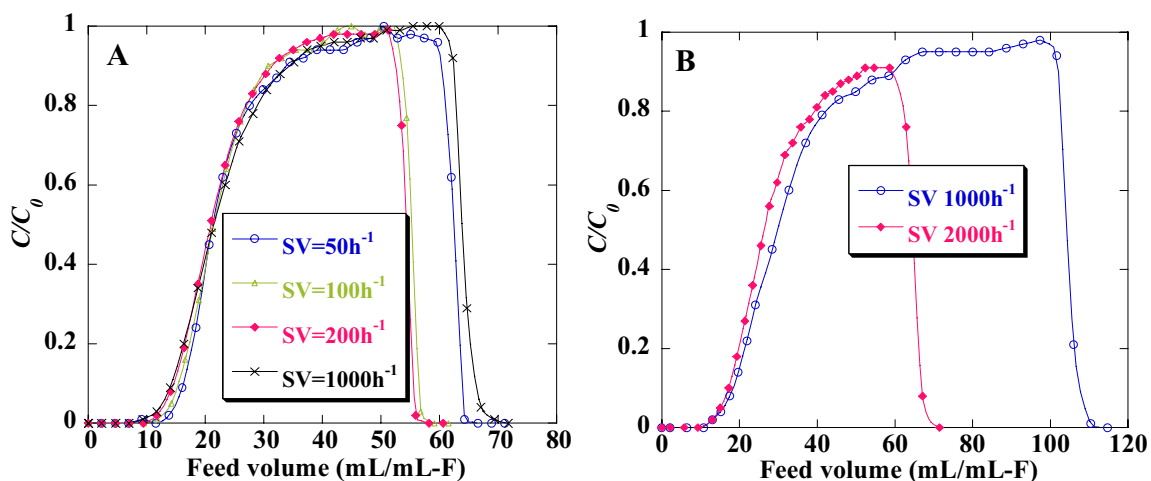 A
C/C0
1
0.8
0.6
0.4
0.2
0
SV=50h-1
SV=100h-1
SV=200h-1
SV=1000h-1
0 10 20 30 40 50 60 70 80
Feed volume (mL/mL-F)
B
C/C0
1
0.8
0.6
0.4
0.2
0
SV 1000h-1
SV 2000h-1
0 20 40 60 80 100 120
Feed volume (mL/mL-F)